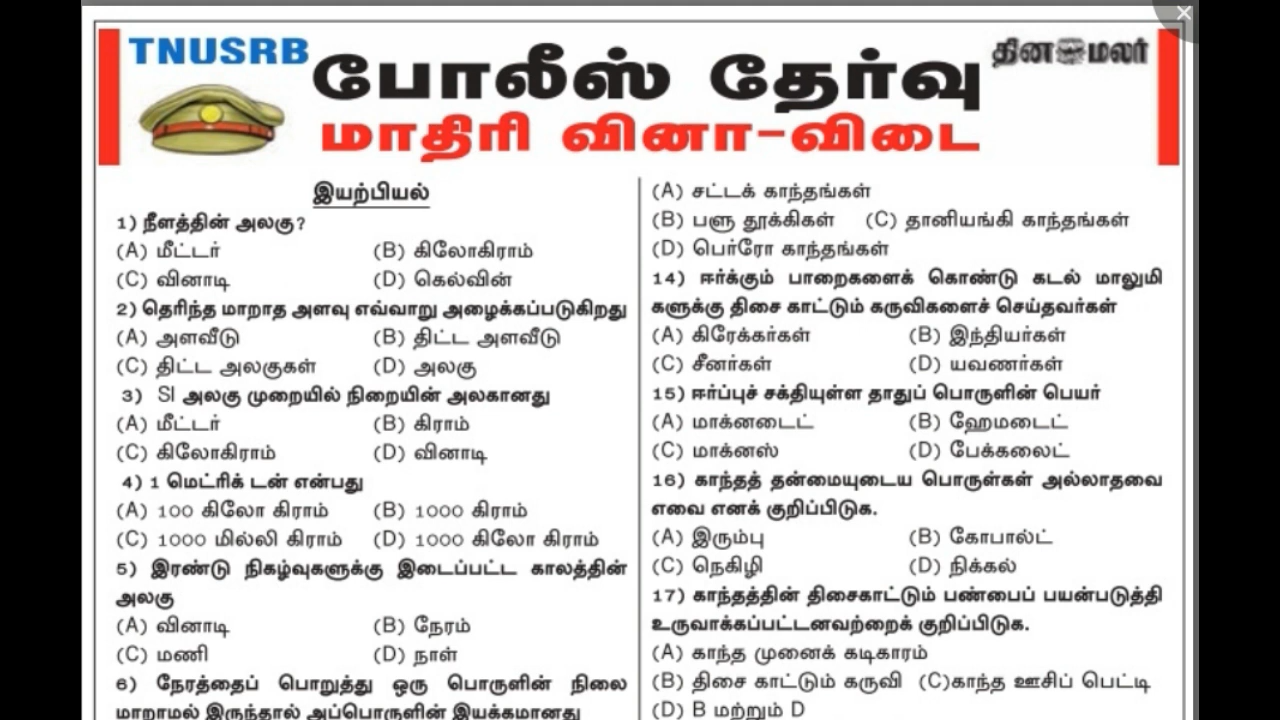 TNUSRB
போலீஸ் தேர்வு
தினமலர்
மாதிரி வினா-விடை
இயற்பியல்
1) நீளத்தின் அலகு?
(A) மீட்டர் (B) கிலோகிராம்
(C) வினாடி (D) கெல்வின்
2) தெரிந்த மாறாத அளவு எவ்வாறு அழைக்கப்படுகிறது
(A) அளவீடு (B) திட்ட அளவீடு
(C) திட்ட அலகுகள் (D) அலகு
3) SI அலகு முறையில் நிறையின் அலகானது
(A) மீட்டர் (B) கிராம்
(C) கிலோகிராம் (D) வினாடி
4) 1 மெட்ரிக் டன் என்பது
(A) 100 கிலோ கிராம் (B) 1000 கிராம்
(C) 1000 மில்லி கிராம் (D) 1000 கிலோ கிராம்
5) இரண்டு நிகழ்வுகளுக்கு இடைப்பட்ட காலத்தின்
அலகு
(A) வினாடி (B) நேரம்
(C) மணி (D) நாள்
6) நேரத்தைப் பொறுத்து ஒரு பொருளின் நிலை
மாறாமல் இருந்தால் அப்பொருளின் இயக்கமானது
(A) சட்டக் காந்தங்கள்
(B) பளு தூக்கிகள் (C) தானியங்கி காந்தங்கள்
(D) பெர்ரோ காந்தங்கள்
14) ஈர்க்கும் பாறைகளைக் கொண்டு கடல் மாலுமி
களுக்கு திசை காட்டும் கருவிகளைச் செய்தவர்கள்
(A) கிரேக்கர்கள் (B) இந்தியர்கள்
(C) சீனர்கள் (D) யவணர்கள்
15) ஈர்ப்புச் சக்தியுள்ள தாதுப் பொருளின் பெயர்
(A) மாக்னடைட் (B) ஹேமடைட்
(C) மாக்னஸ் (D) பேக்கலைட்
16) காந்தத் தன்மையுடைய பொருள்கள் அல்லாதவை
எவை எனக் குறிப்பிடுக.
(A) இரும்பு (B) கோபால்ட்
(C) நெகிழி (D) நிக்கல்
17) காந்தத்தின் திசைகாட்டும் பண்பைப் பயன்படுத்தி
உருவாக்கப்பட்டனவற்றைக் குறிப்பிடுக.
(A) காந்த முனைக் கடிகாரம்
(B) திசை காட்டும் கருவி (C)காந்த ஊசிப் பெட்டி
(D) B மற்றும் D